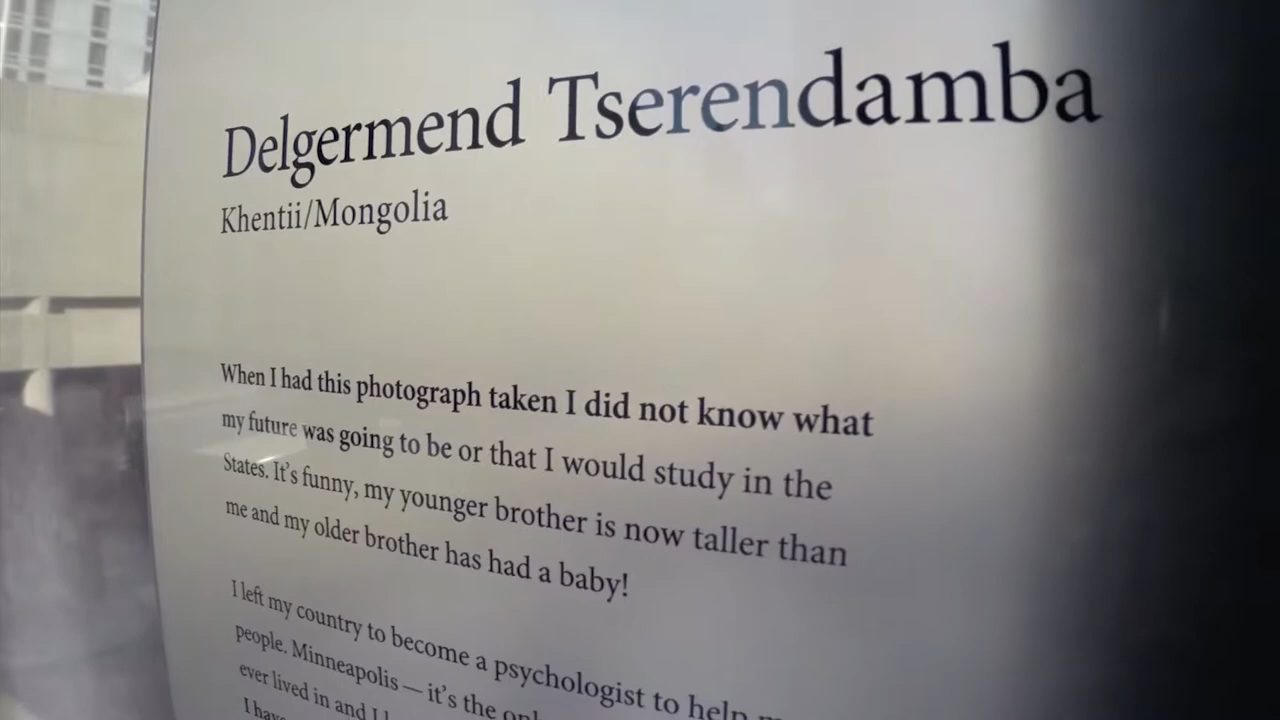 Delgermend Tserendamba
Khentii/Mongolia
When I had this photograph taken I did not know what
my future was going to be or that I would study in the
States. It’s funny, my younger brother is now taller than
me and my older brother has had a baby!
I left my country to become a psychologist to help
people. Minneapolis — it’s the
ever lived in and I
I